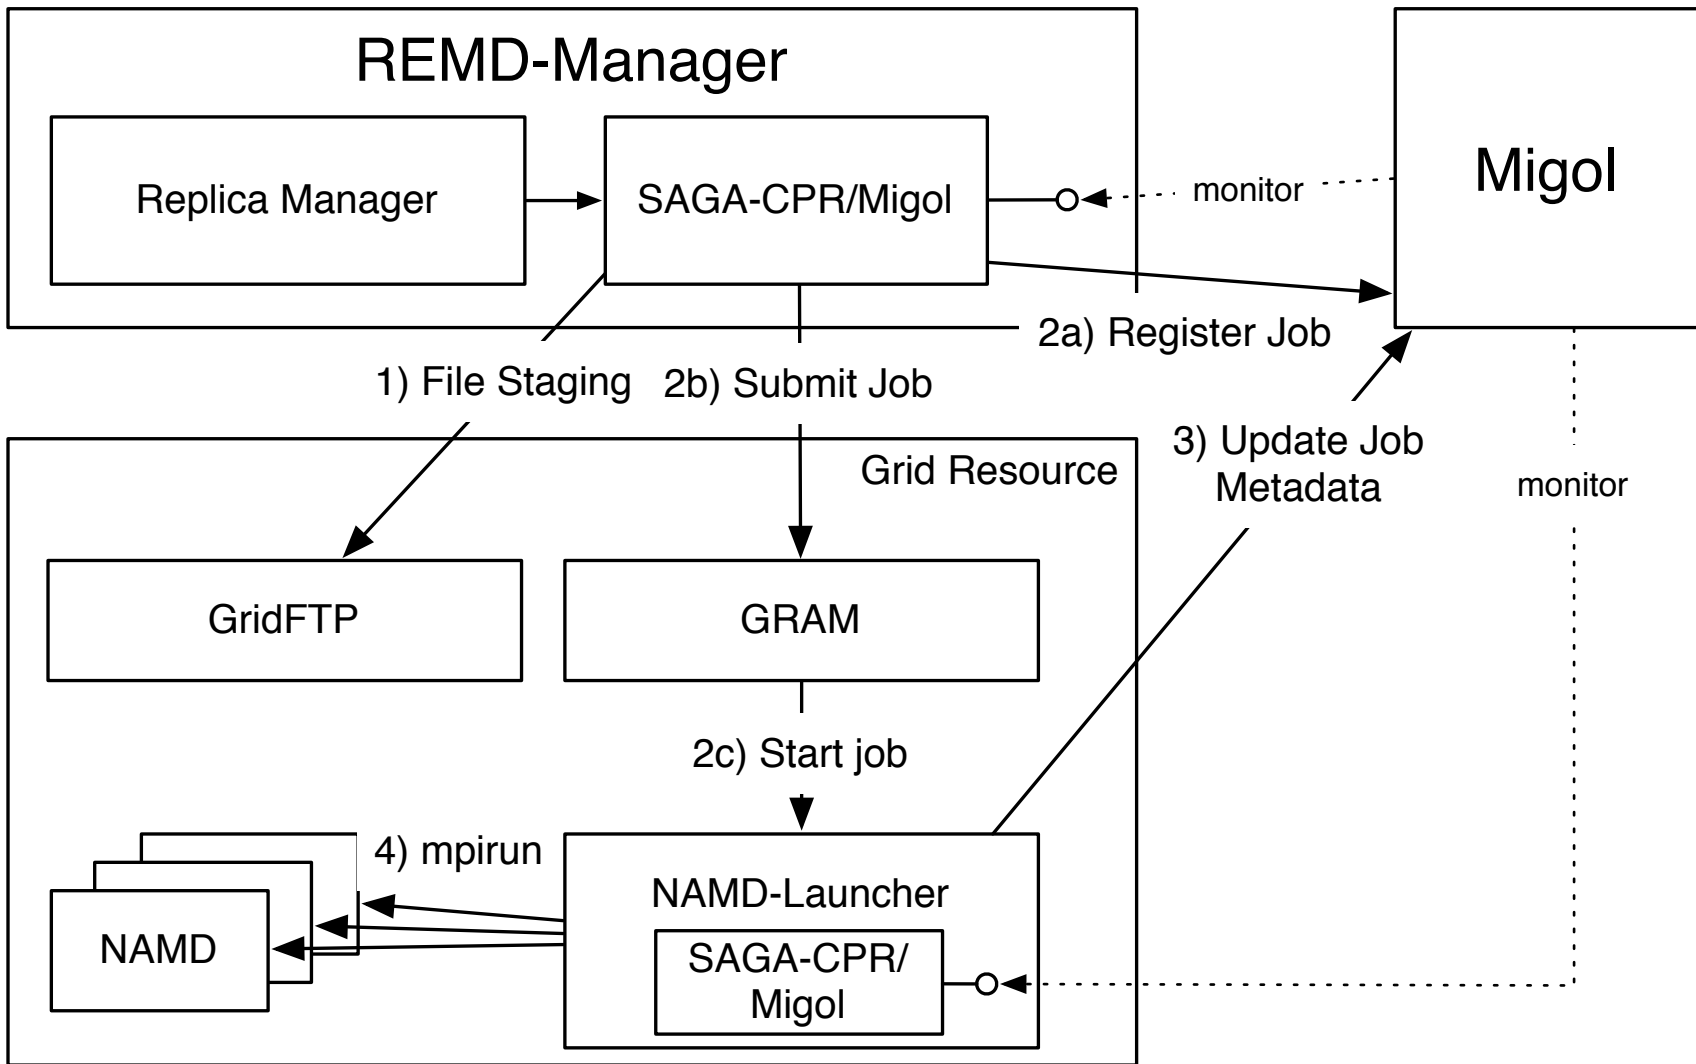 REMD-Manager
Migol
Replica Manager
SAGA-CPR/Migol
monitor
2a) Register Job
1) File Staging
2b) Submit Job
3) Update Job
Metadata
monitor
Grid Resource
GridFTP
GRAM
2c) Start job
4) mpirun
NAMD-Launcher
NAMD
SAGA-CPR/
Migol